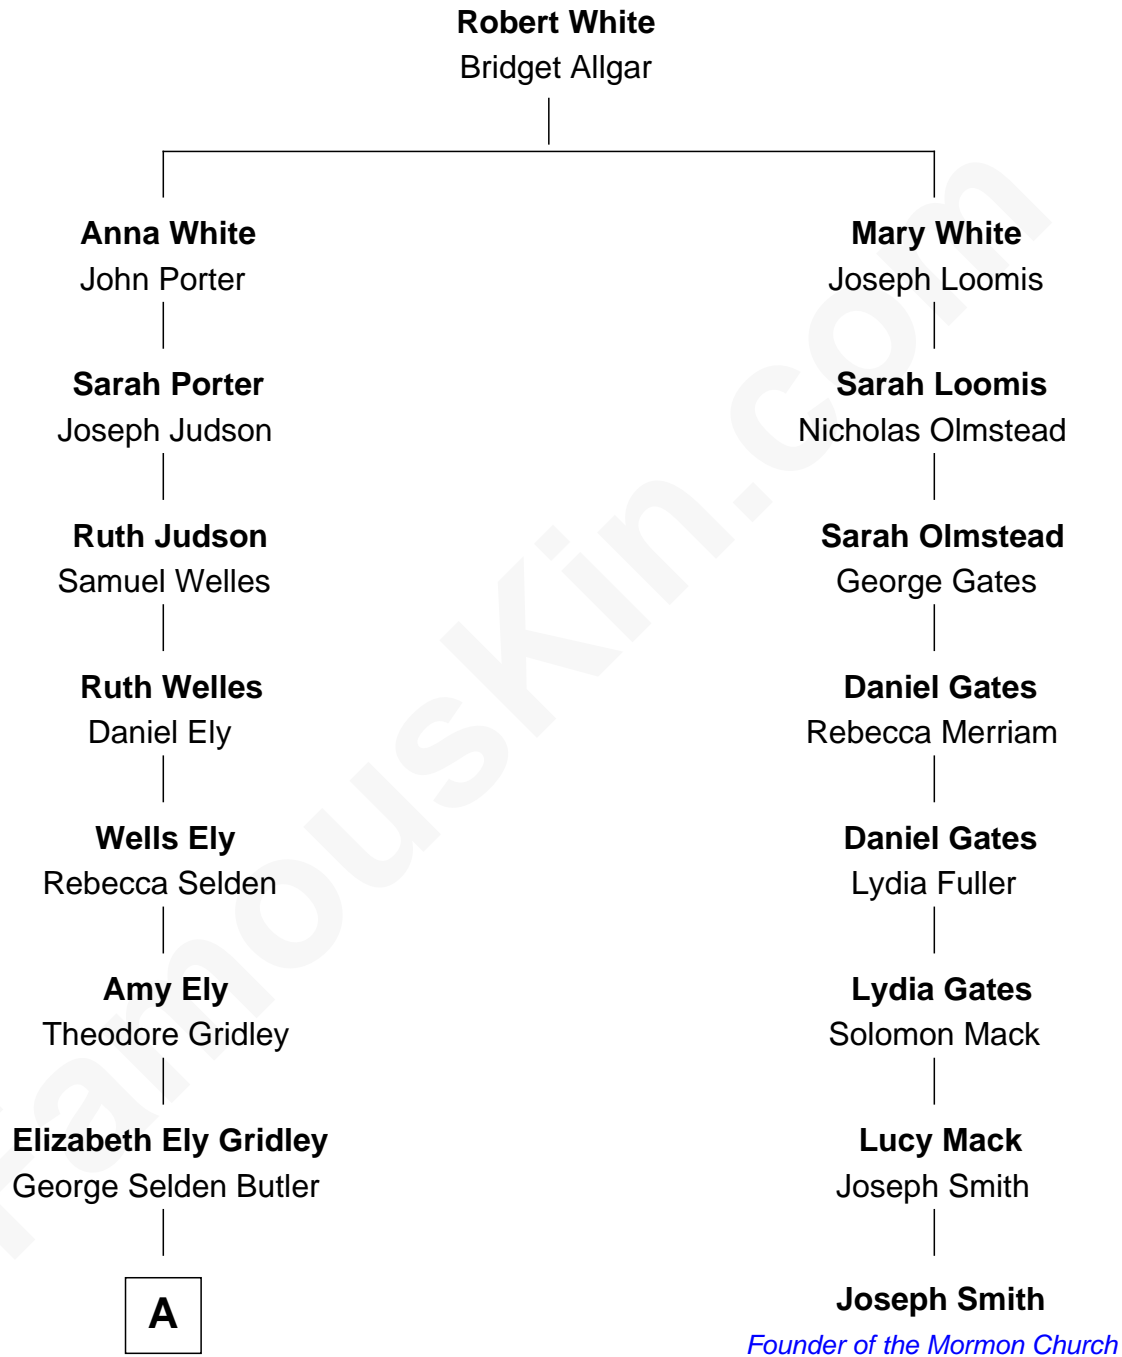 Robert White
Bridget Allgar
Anna White
John Porter
Mary White
Joseph Loomis
Sarah Porter
Joseph Judson
Sarah Loomis
Nicholas Olmstead
Ruth Judson
Samuel Welles
Sarah Olmstead
George Gates
Ruth Welles
Daniel Ely
Daniel Gates
Rebecca Merriam
Wells Ely
Rebecca Selden
Daniel Gates
Lydia Fuller
Amy Ely
Theodore Gridley
Lydia Gates
Solomon Mack
Elizabeth Ely Gridley
George Selden Butler
Lucy Mack
Joseph Smith
A
Joseph Smith
Founder of the Mormon Church
FamousKin.com